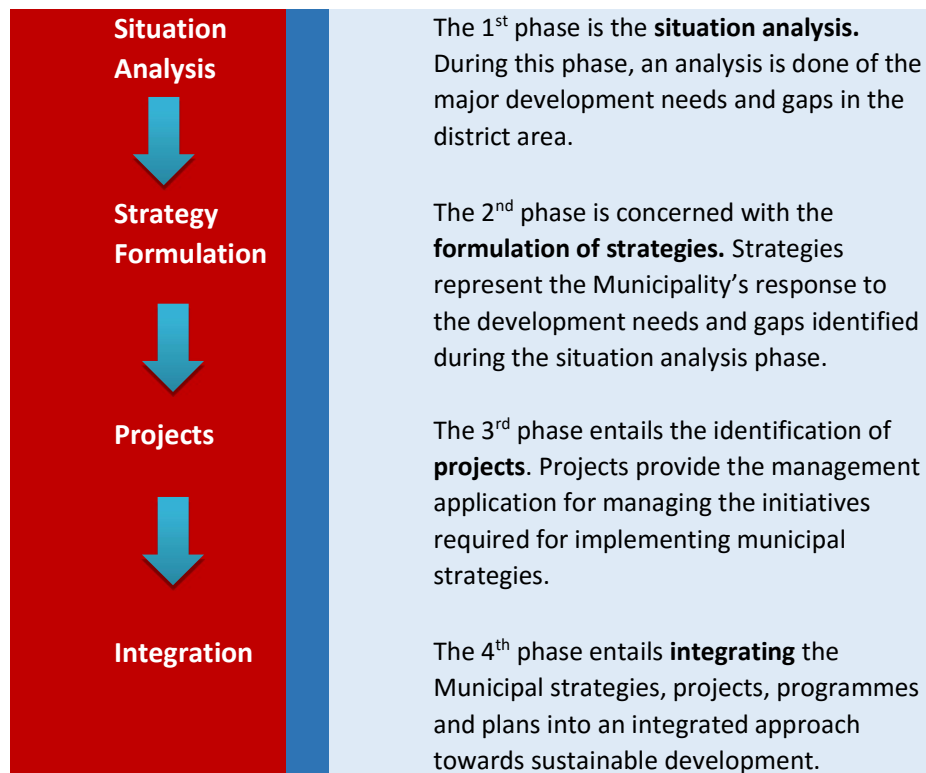 Situation
Analysis
The 1st phase is the situation analysis.
During this phase, an analysis is done of the
major development needs and gaps in the
district area.
Strategy
Formulation
The 2nd phase is concerned with the
formulation of strategies. Strategies
represent the Municipality’s response to
the development needs and gaps identified
during the situation analysis phase.
Projects
The 3rd phase entails the identification of
projects. Projects provide the management
application for managing the initiatives
required for implementing municipal
strategies.
Integration
The 4th phase entails integrating the
Municipal strategies, projects, programmes
and plans into an integrated approach
towards sustainable development.